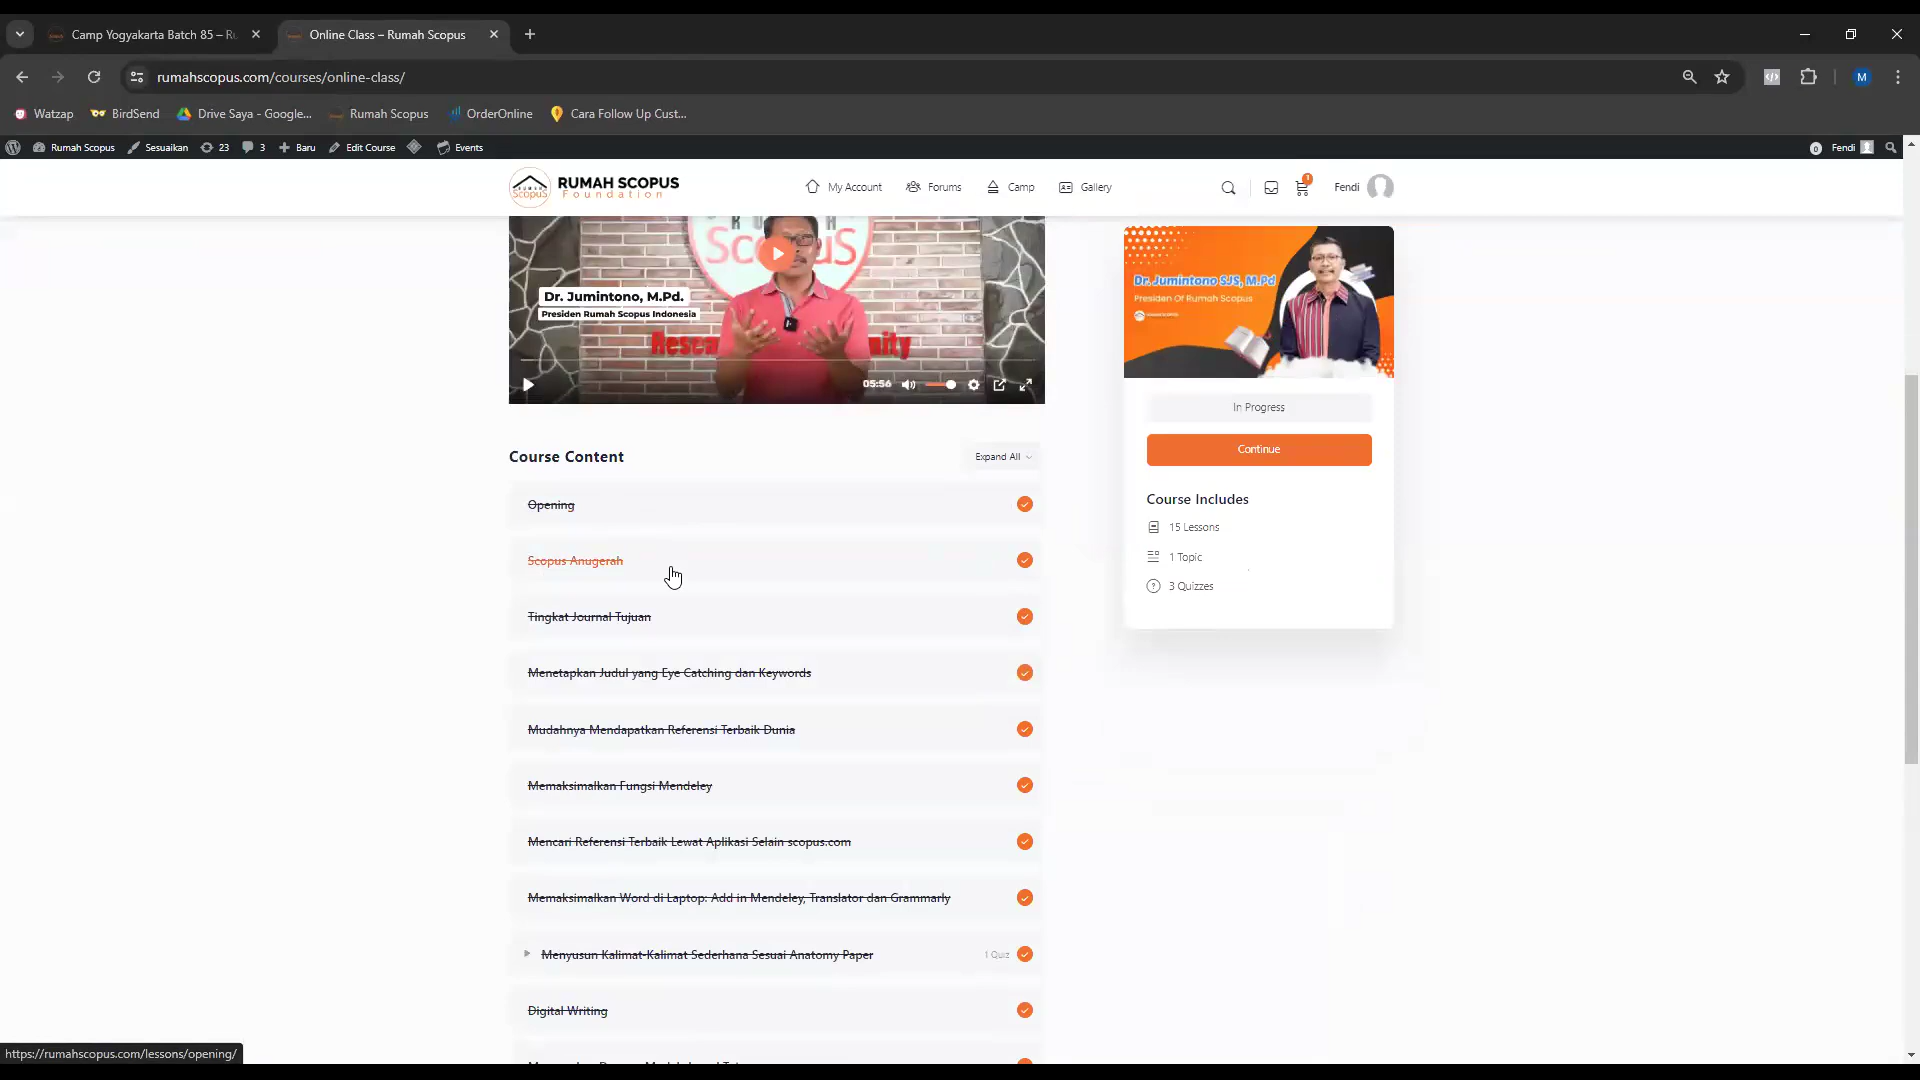 Camp Yogyakarta Batch 85 – Ru
Online Class – Rumah Scopus
rumahscopus.com/courses/online-class/
M
Watzap
BirdSend
Drive Saya - Google...
Rumah Scopus
OrderOnline
Cara Follow Up Cust...
Rumah Scopus
Sesuaikan
23
3
Baru
Edit Course
Events
0
Fendi
RUMAH SCOPUS
Foundation
My Account
Forums
Camp
Gallery
1
Fendi
Dr. Jumintono, M.Pd.
Presiden Rumah Scopus Indonesia
05:56
Dr. Jumintono SJS, M.Pd
Presiden Of Rumah Scopus
In Progress
Continue
Course Includes
15 Lessons
1 Topic
3 Quizzes
Course Content
Expand All
Opening
Scopus Anugerah
Tingkat Journal Tujuan
Menetapkan Judul yang Eye Catching dan Keywords
Mudahnya Mendapatkan Referensi Terbaik Dunia
Memaksimalkan Fungsi Mendeley
Mencari Referensi Terbaik Lewat Aplikasi Selain scopus.com
Memaksimalkan Word di Laptop: Add in Mendeley, Translator dan Grammarly
Menyusun Kalimat-Kalimat Sederhana Sesuai Anatomy Paper
1 Quiz
Digital Writing
https://rumahscopus.com/lessons/opening/